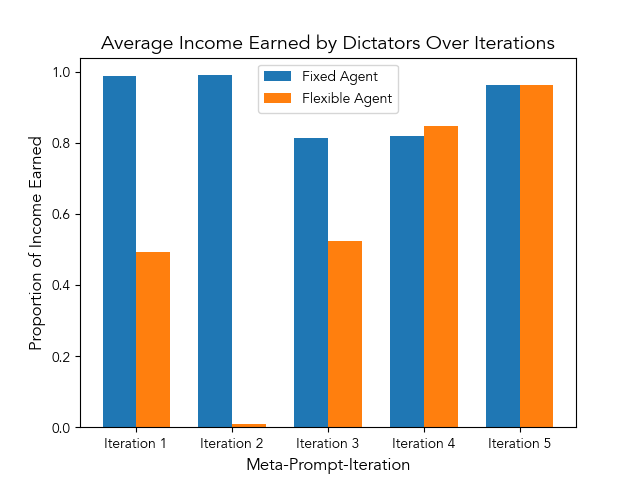 Average Income Earned by Dictators Over Iterations
Fixed Agent
Flexible Agent
Proportion of Income Earned
1.0
0.8
0.6
0.4
0.2
0.0
Iteration 1 Iteration 2 Iteration 3 Iteration 4 Iteration 5
Meta-Prompt-Iteration